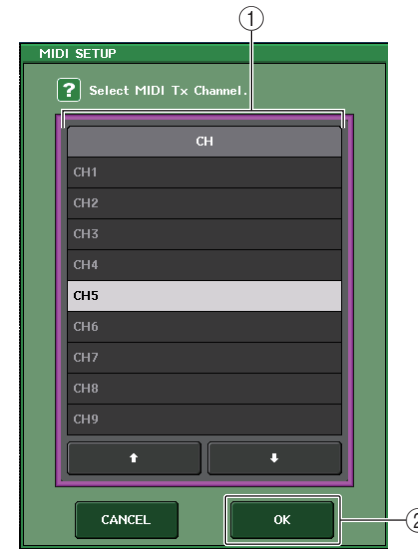 ①
MIDI SETUP
? Select MIDI Tx Channel.
CH
CH1
CH2
CH3
CH4
CH5
CH6
CH7
CH8
CH9
CANCEL
OK
②